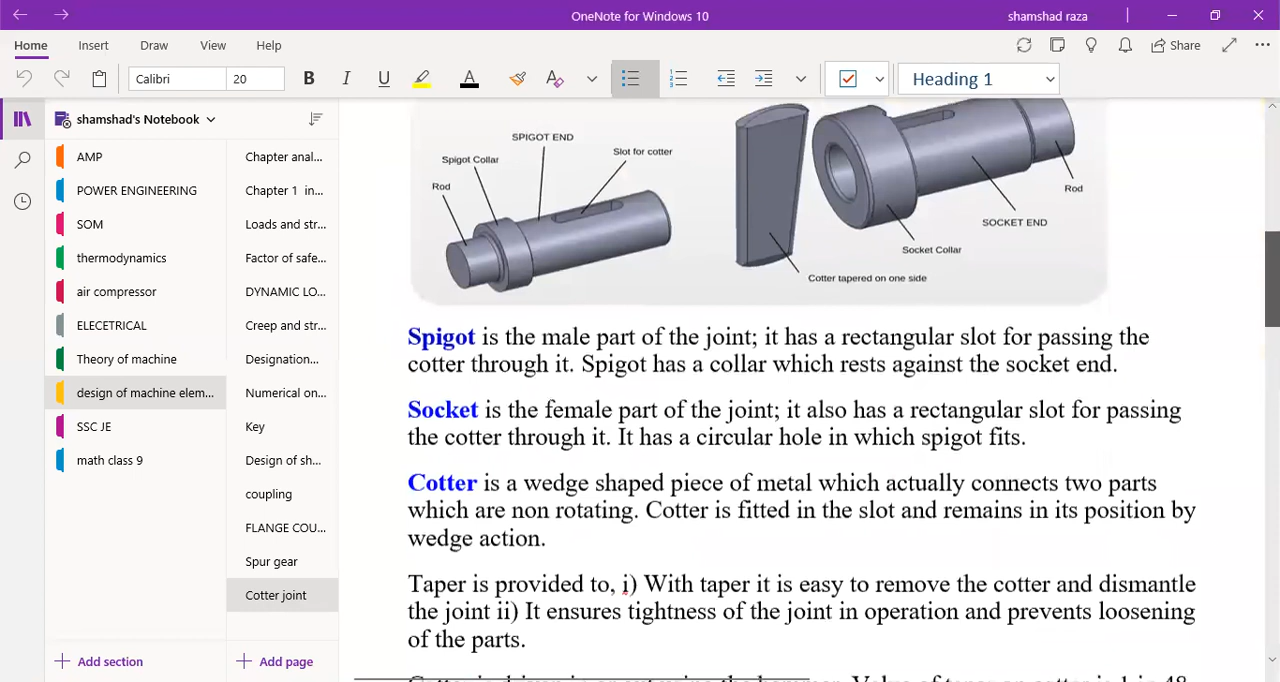 OneNote for Windows 10
shamshad raza
Home Insert Draw View Help
Share
Calibri 20 B I U A A Heading 1
shamshad's Notebook
AMP
POWER ENGINEERING
SOM
thermodynamics
air compressor
ELECETRICAL
Theory of machine
design of machine elem...
SSC JE
math class 9
Add section
Chapter anal...
Chapter 1 in...
Loads and str...
Factor of safe...
DYNAMIC LO...
Creep and str...
Designation...
Numerical on...
Key
Design of sh...
coupling
FLANGE COU...
Spur gear
Cotter joint
Add page
SPIGOT END
Slot for cotter
Spigot Collar
Rod
Rod
SOCKET END
Socket Collar
Cotter tapered on one side
Spigot is the male part of the joint; it has a rectangular slot for passing the
cotter through it. Spigot has a collar which rests against the socket end.
Socket is the female part of the joint; it also has a rectangular slot for passing
the cotter through it. It has a circular hole in which spigot fits.
Cotter is a wedge shaped piece of metal which actually connects two parts
which are non rotating. Cotter is fitted in the slot and remains in its position by
wedge action.
Taper is provided to, i) With taper it is easy to remove the cotter and dismantle
the joint ii) It ensures tightness of the joint in operation and prevents loosening
of the parts.